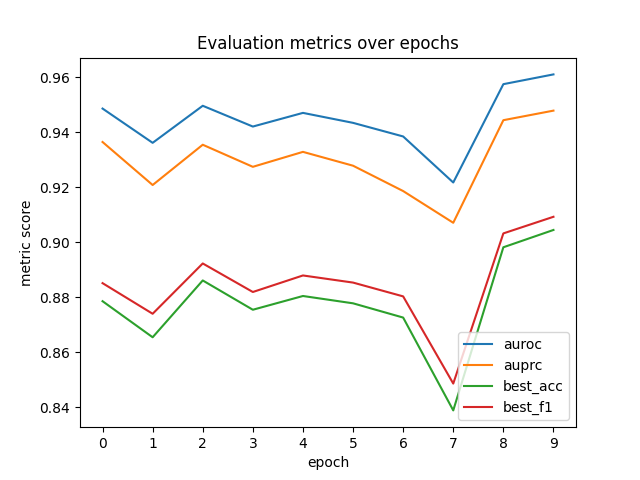 Evaluation metrics over epochs
metric score
0.96
0.94
0.92
0.90
0.88
0.86
0.84
auroc
auprc
best_acc
best_f1
0 1 2 3 4 5 6 7 8 9
epoch